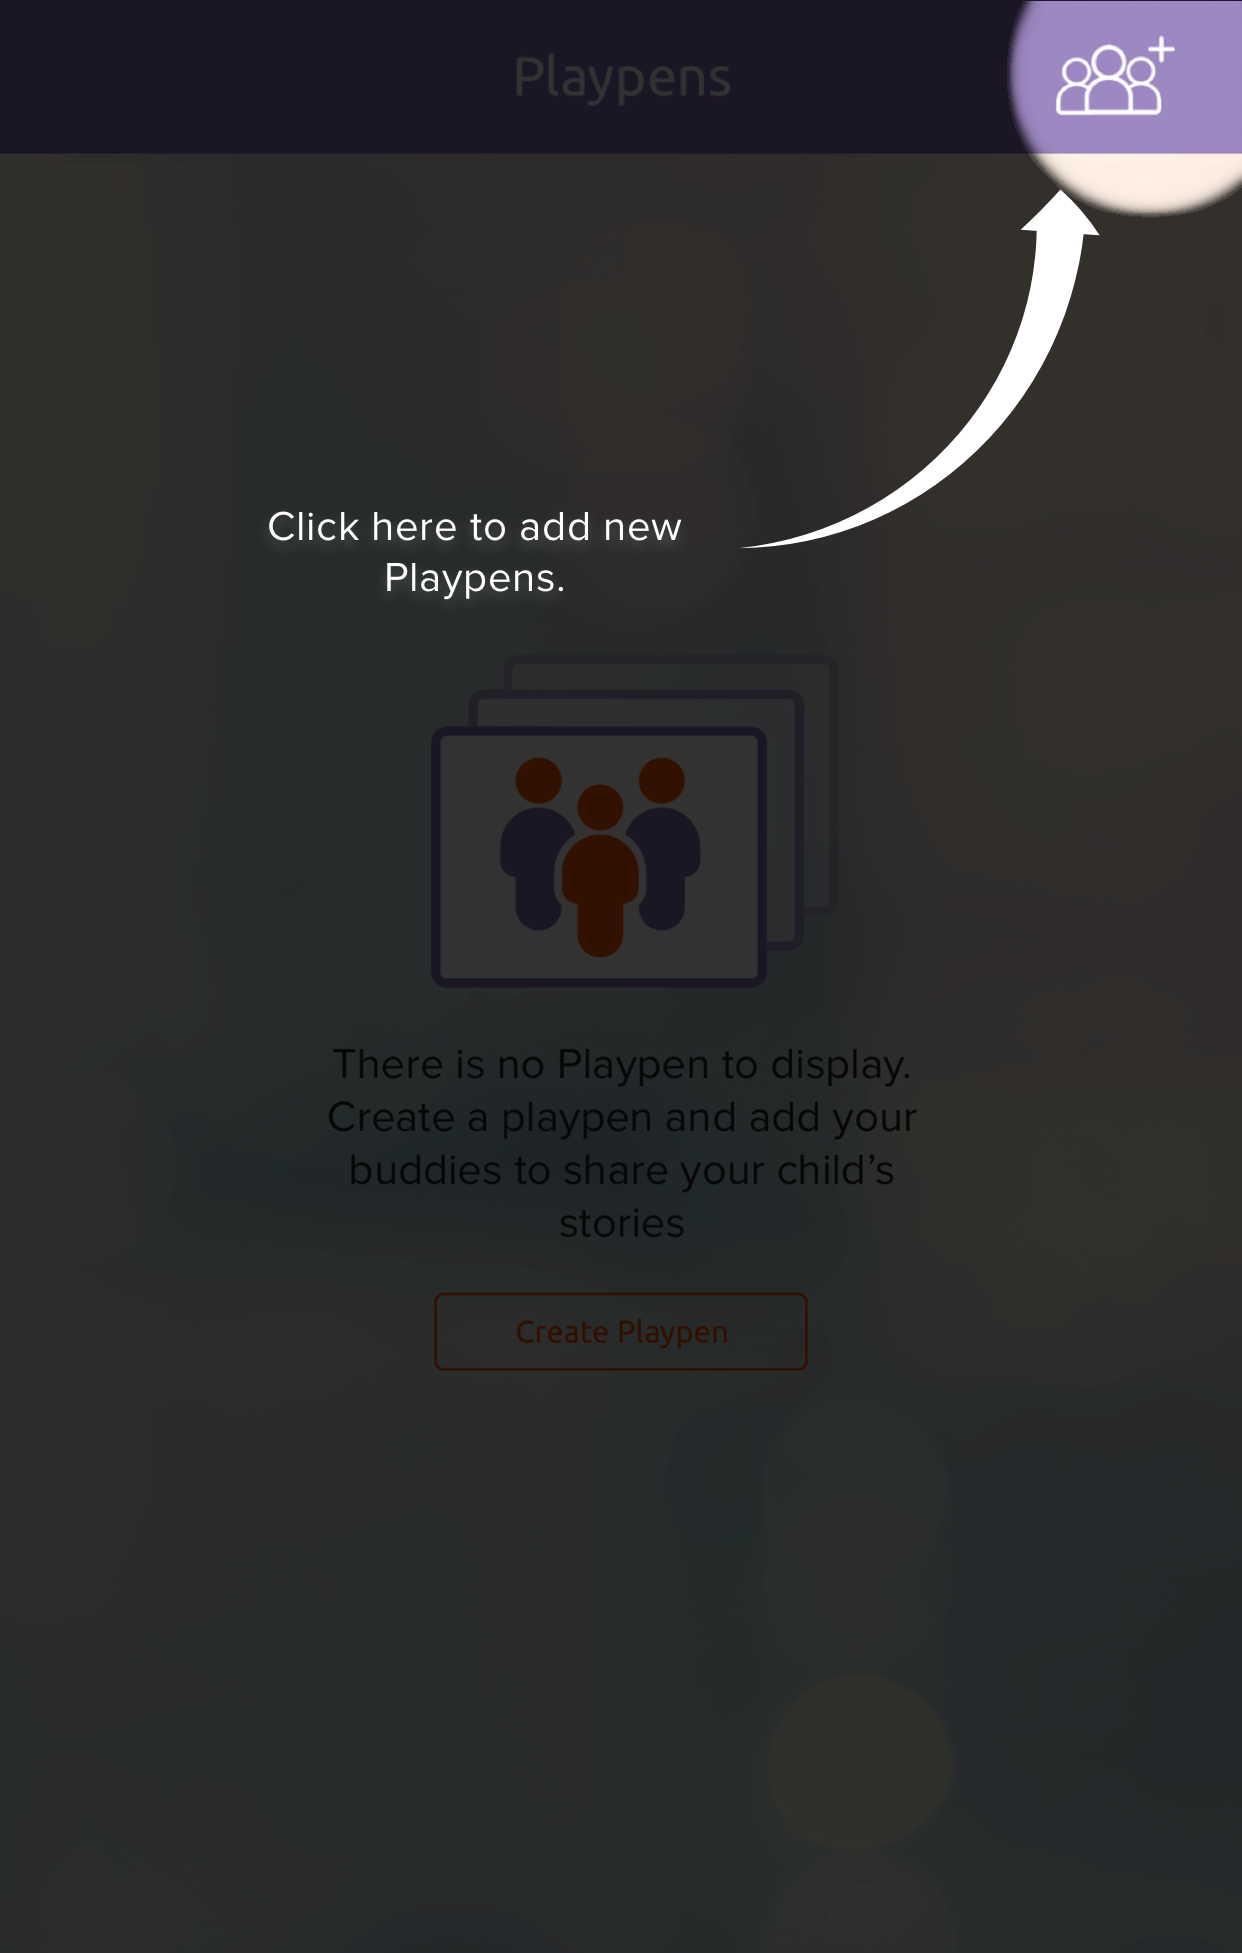 Playpens
Click here to add new
Playpens.
There is no Playpen to display.
Create a playpen and add your
buddies to share your child’s
stories
Create Playpen